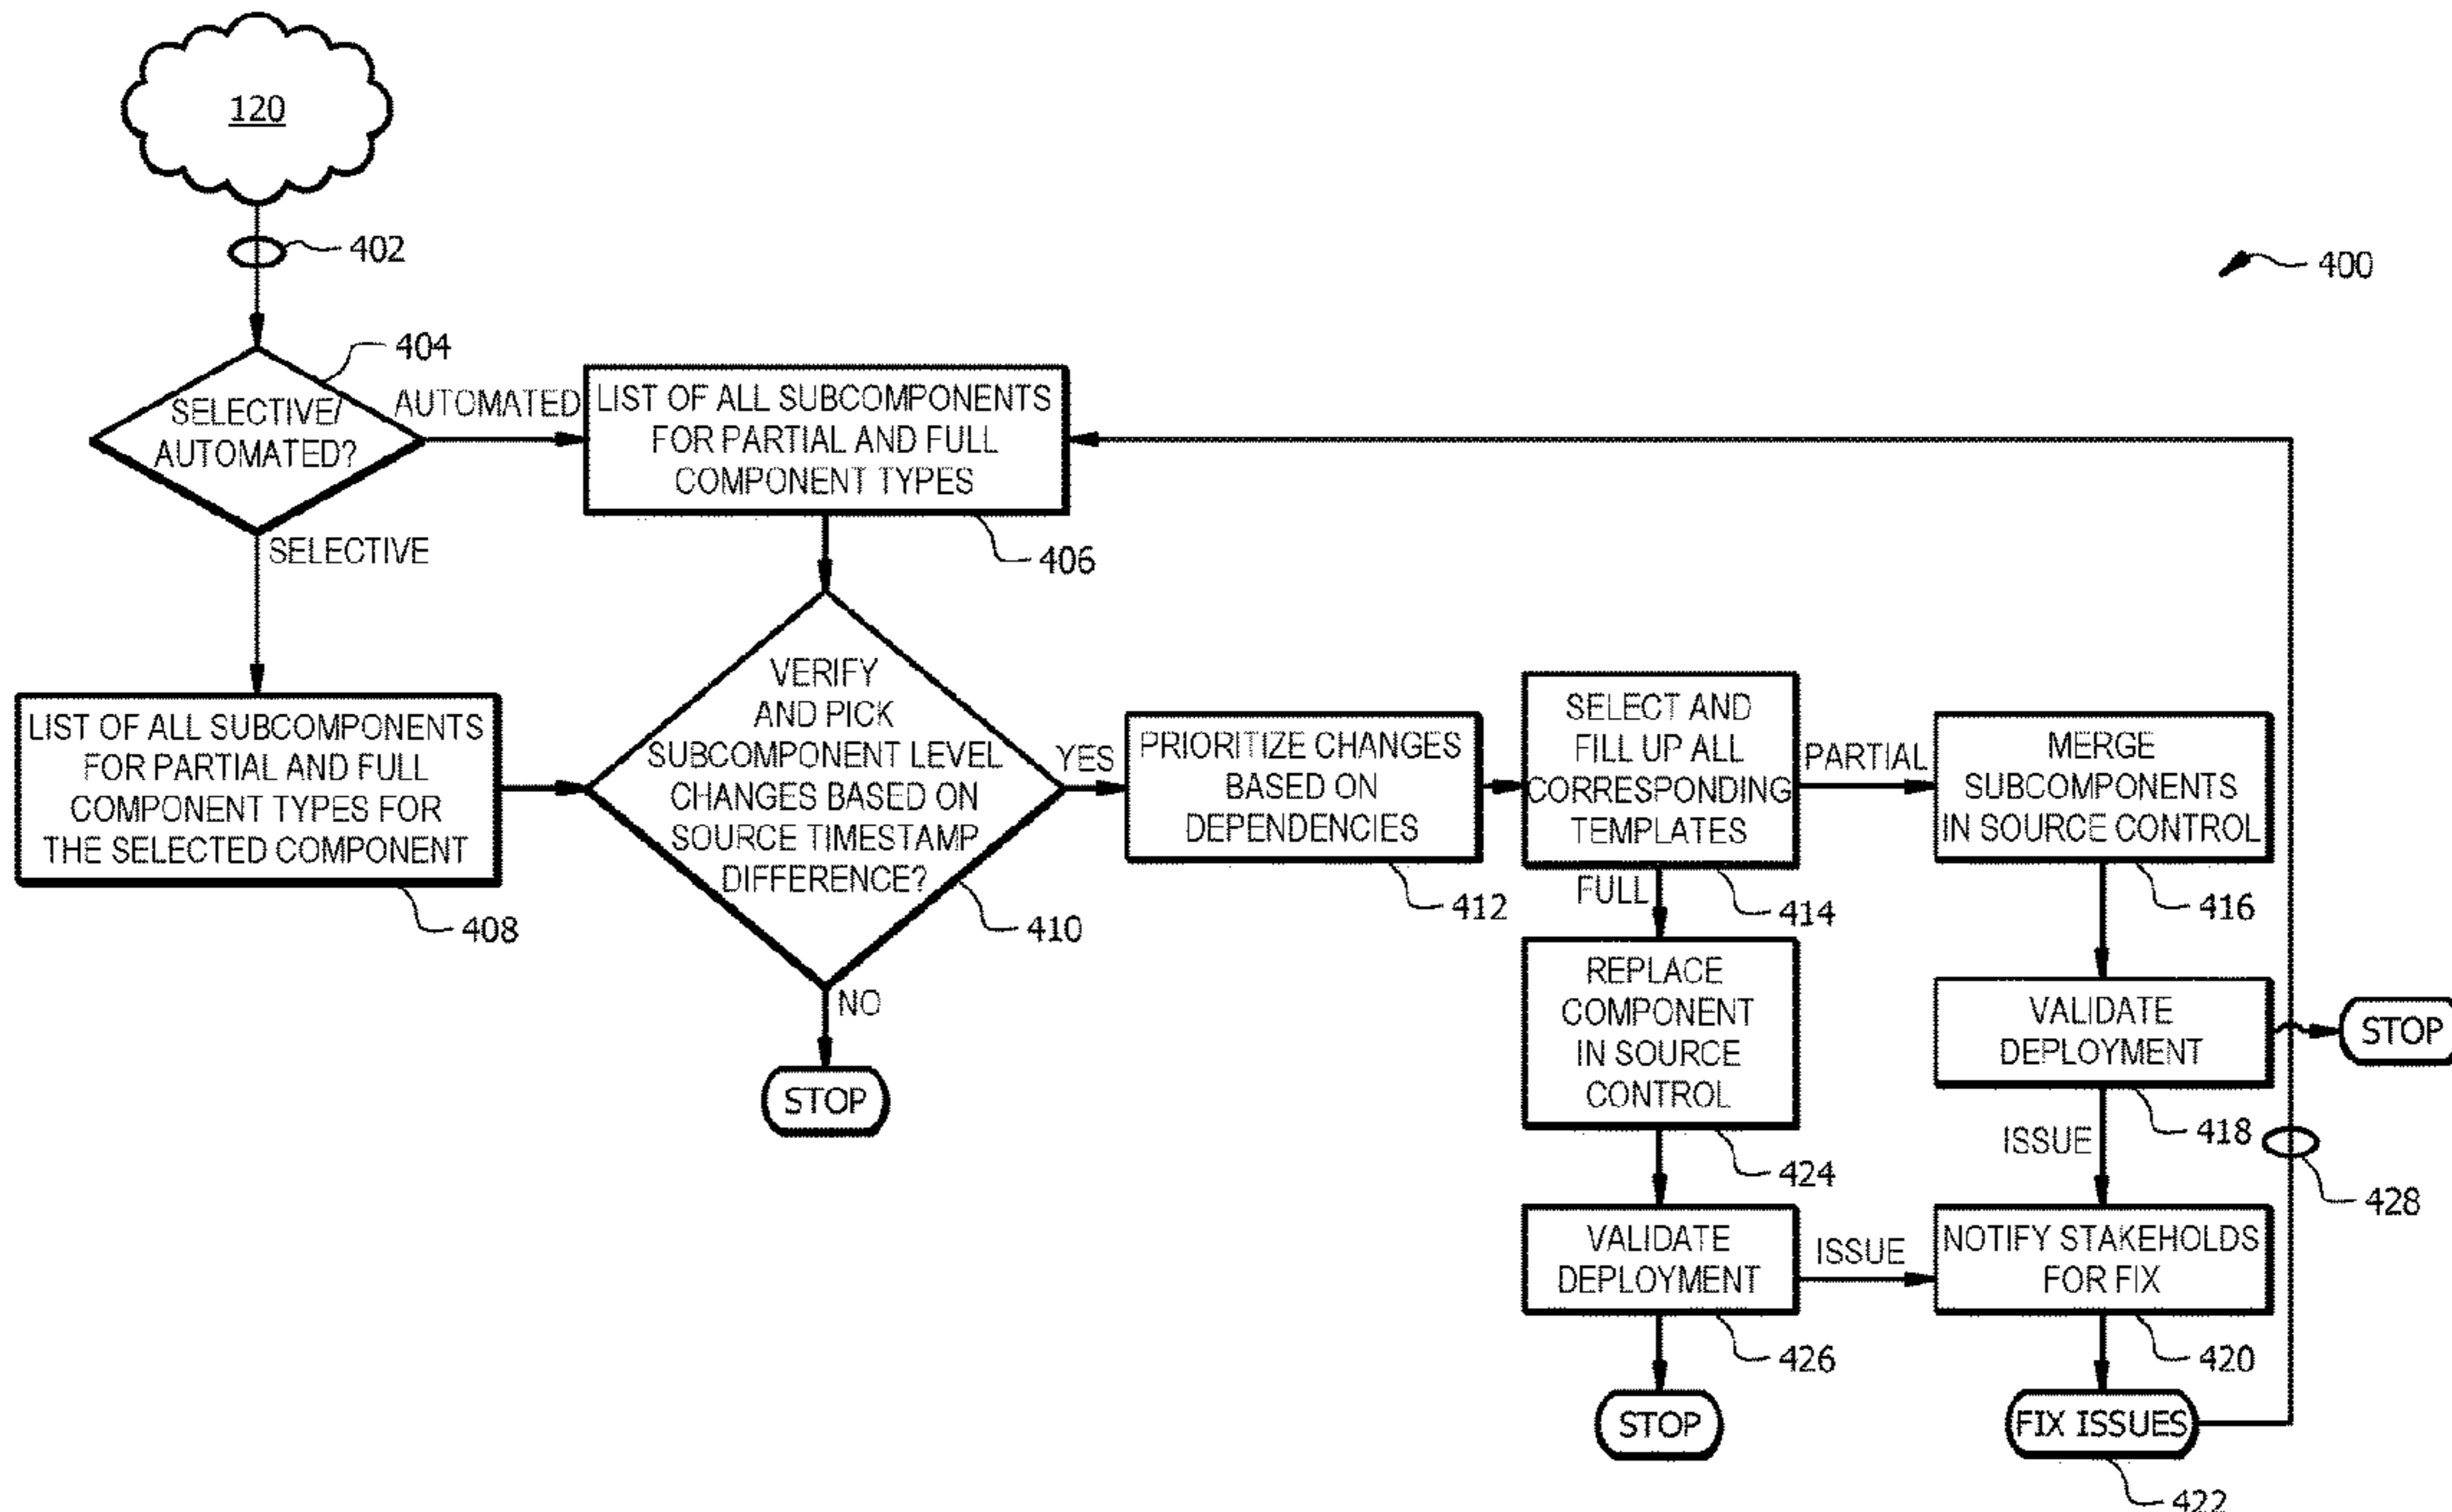 120
402
400
404
SELECTIVE/
AUTOMATED?
AUTOMATED
SELECTIVE
LIST OF ALL SUBCOMPONENTS
FOR PARTIAL AND FULL
COMPONENT TYPES
406
LIST OF ALL SUBCOMPONENTS
FOR PARTIAL AND FULL
COMPONENT TYPES FOR
THE SELECTED COMPONENT
408
VERIFY
AND PICK
SUBCOMPONENT LEVEL
CHANGES BASED ON
SOURCE TIMESTAMP
DIFFERENCE?
410
YES
NO
STOP
PRIORITIZE CHANGES
BASED ON
DEPENDENCIES
412
SELECT AND
FILL UP ALL
CORRESPONDING
TEMPLATES
414
PARTIAL
FULL
MERGE
SUBCOMPONENTS
IN SOURCE CONTROL
416
REPLACE
COMPONENT
IN SOURCE
CONTROL
424
VALIDATE
DEPLOYMENT
418
STOP
ISSUE
428
VALIDATE
DEPLOYMENT
426
ISSUE
NOTIFY STAKEHOLDS
FOR FIX
420
STOP
FIX ISSUES
422